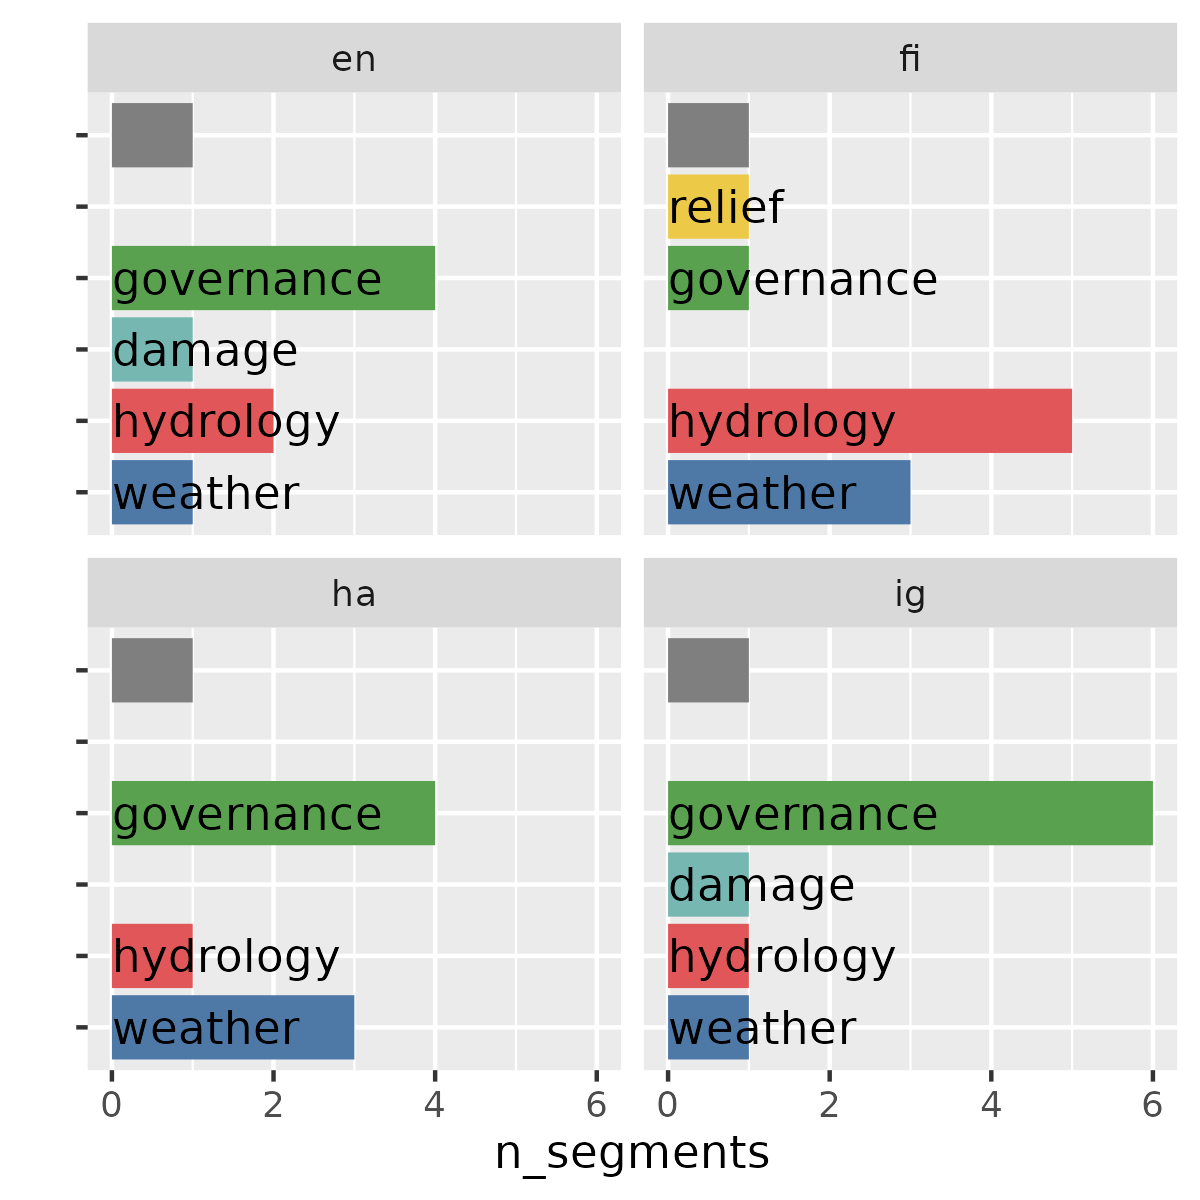 en
governance
damage
hydrology
weather
fi
relief
governance
hydrology
weather
ha
governance
hydrology
weather
0 2 4 6
ig
governance
damage
hydrology
weather
0 2 4 6
n_segments